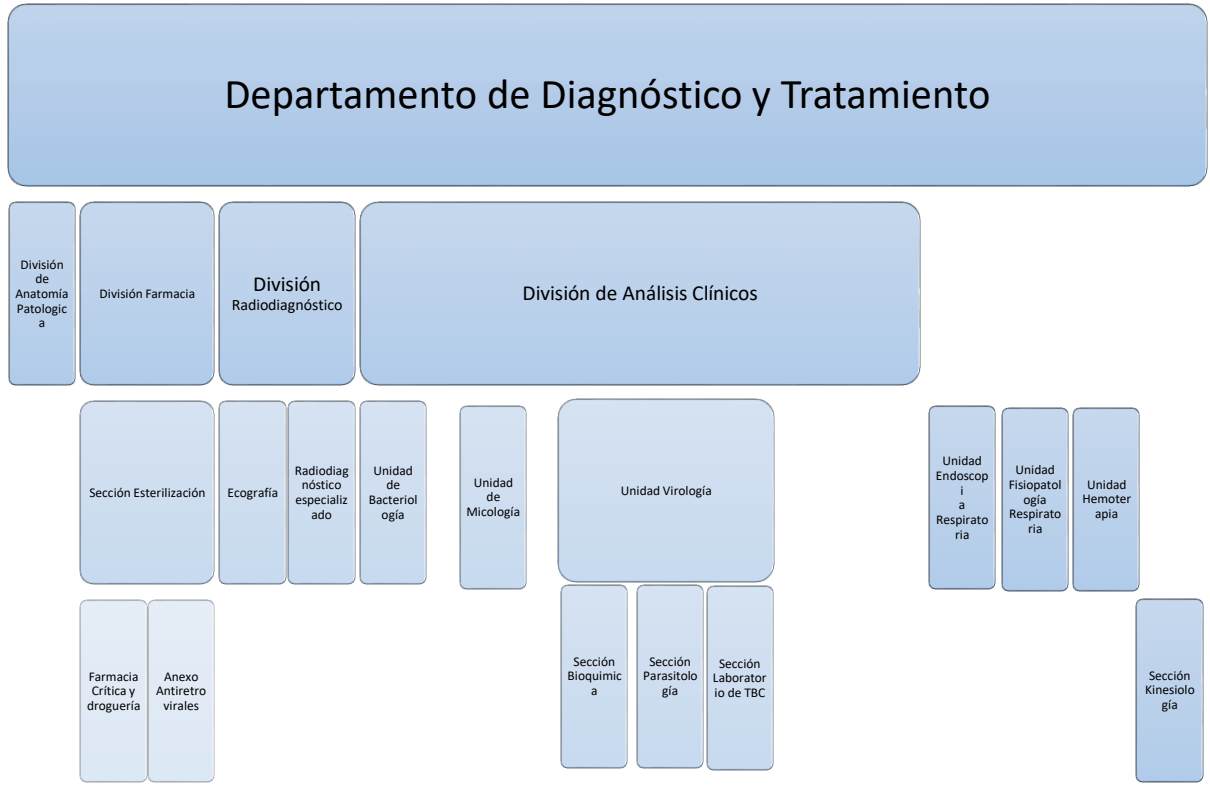 Departamento de Diagnóstico y Tratamiento
División
de
Anatomía
Patologic
a
División Farmacia
División
Radiodiagnóstico
División de Análisis Clínicos
Sección Esterilización
Ecografía
Radiodiag
nóstico
especializ
ado
Unidad
de
Bacteriol
ogía
Unidad
de
Micología
Unidad Virología
Unidad
Endoscop
i
a
Respirato
ria
Unidad
Fisiopatol
ogía
Respirato
ria
Unidad
Hemoter
apia
Farmacia
Crítica y
droguería
Anexo
Antiretro
virales
Sección
Bioquimic
a
Sección
Parasitolo
gía
Sección
Laborator
io de TBC
Sección
Kinesiolo
gía